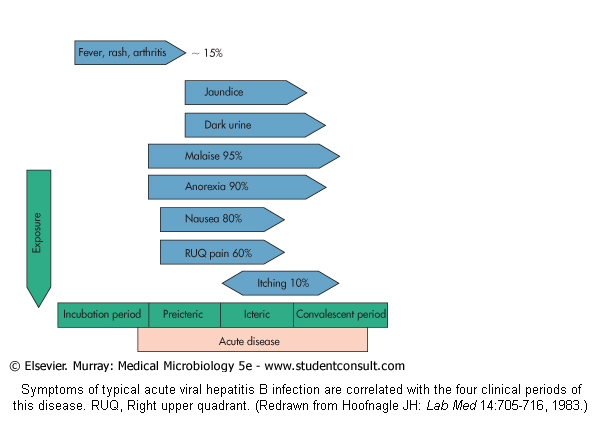 Fever, rash, arthritis
~ 15%
Jaundice
Dark urine
Malaise 95%
Anorexia 90%
Nausea 80%
RUQ pain 60%
Itching 10%
Exposure
Incubation period
Preicteric
Icteric
Convalescent period
Acute disease
© Elsevier. Murray: Medical Microbiology 5e - www.studentconsult.com
Symptoms of typical acute viral hepatitis B infection are correlated with the four clinical periods of
this disease. RUQ, Right upper quadrant. (Redrawn from Hoofnagle JH: Lab Med 14:705-716, 1983.)